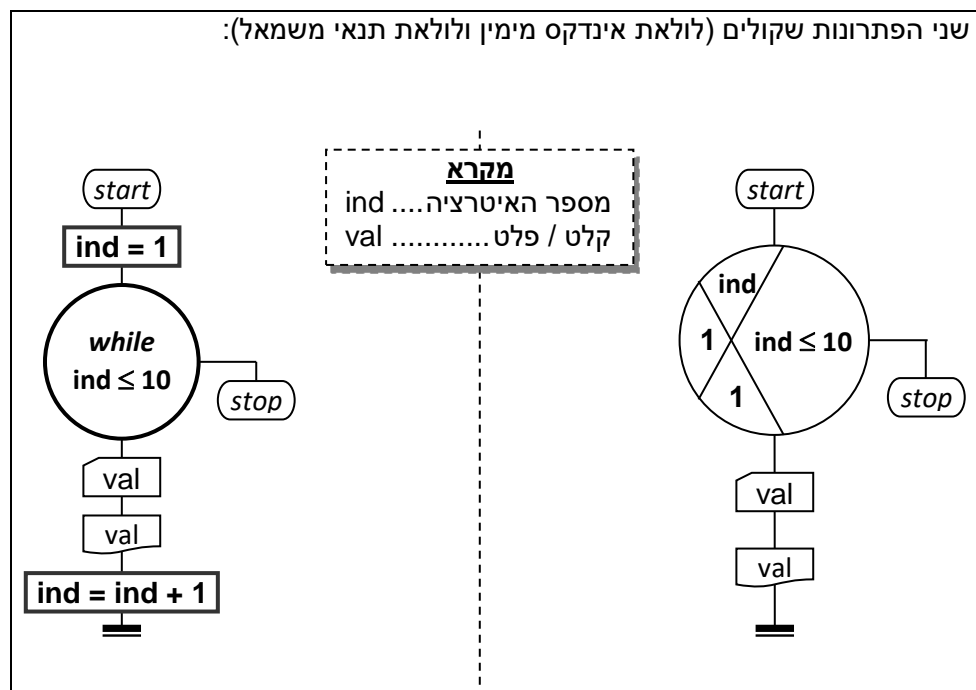 שני הפתרונות שקולים (לולאת אינדקס מימין ולולאת תנאי משמאל):
מקרא
מספר האיטרציה....ind
קלט / פלט............val
start
ind
1
1
ind ≤ 10
stop
val
val
start
ind = 1
while
ind ≤ 10
stop
val
val
ind = ind + 1